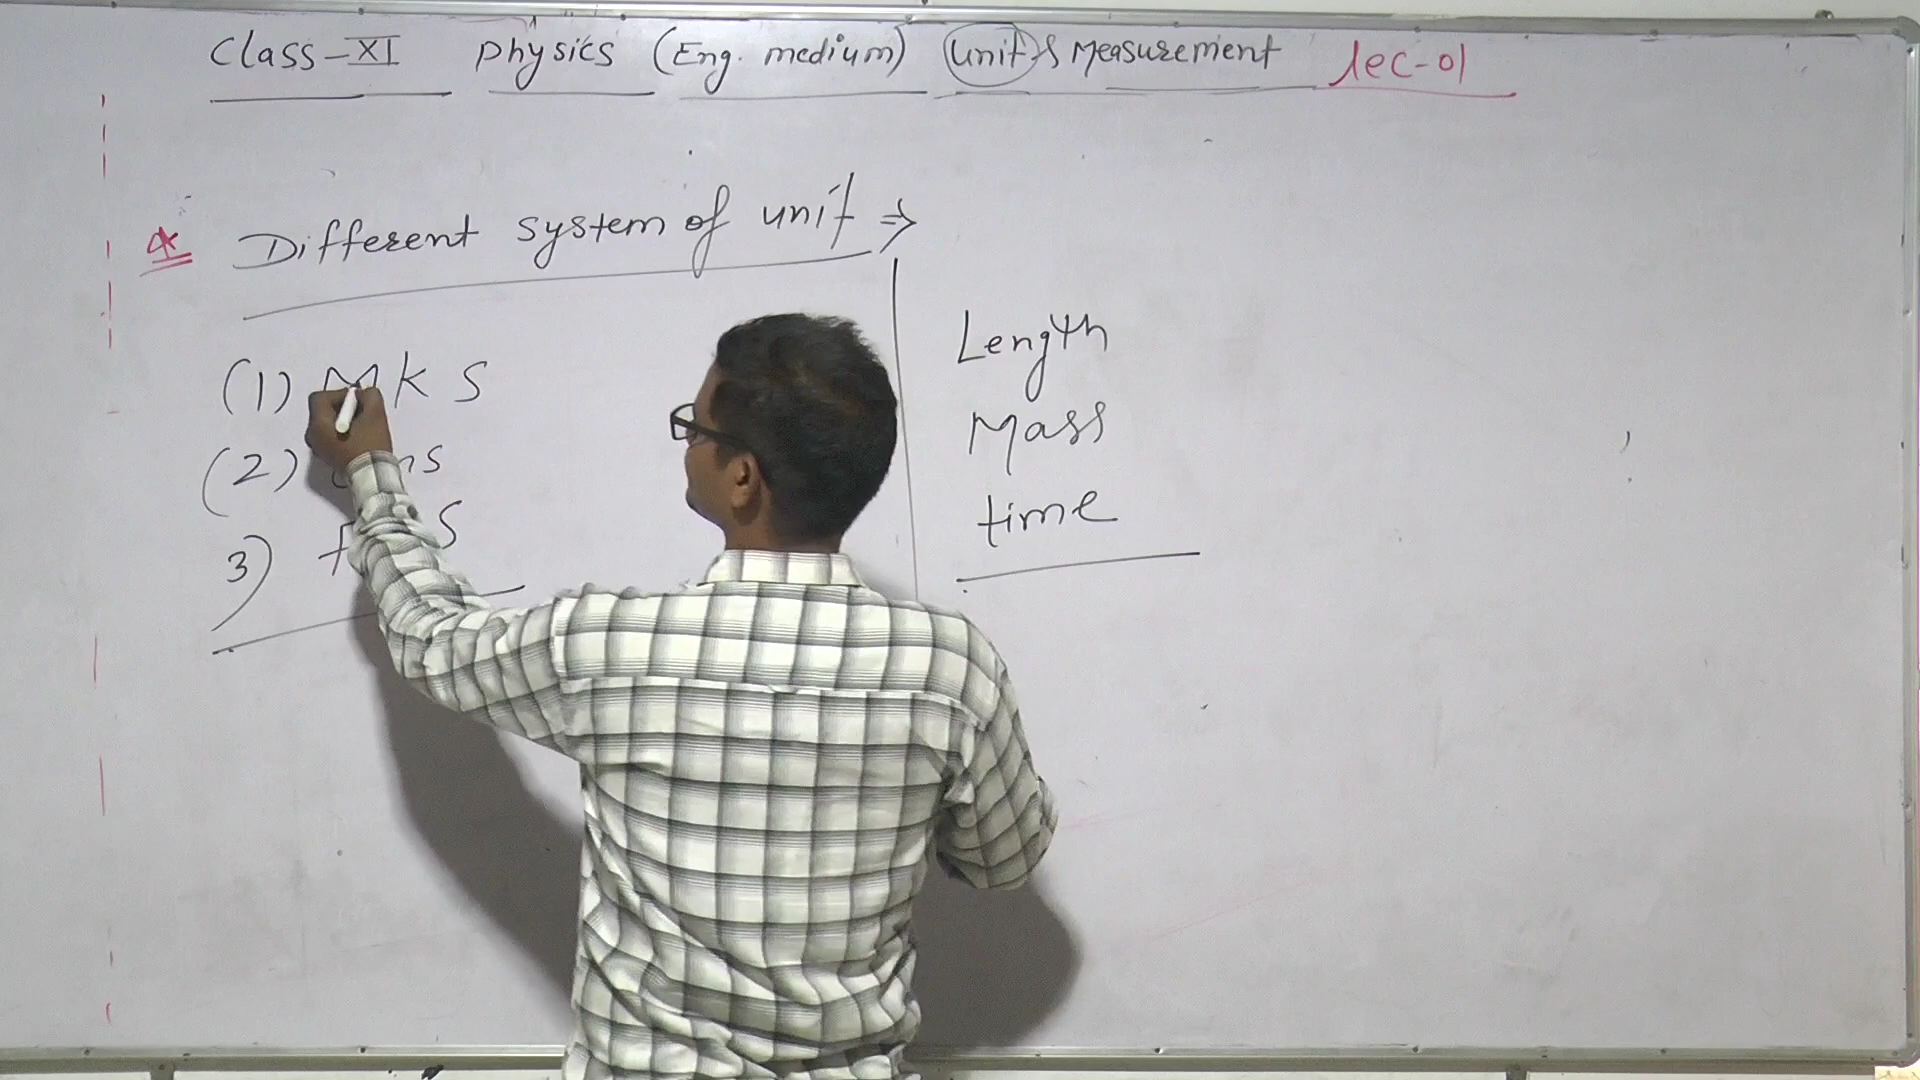 Class-XI Physics (Eng. medium) Unit & Measurement lec-01
Different system of unit ⇒
(1) M K S
(2)
3)
Length
Mass
time